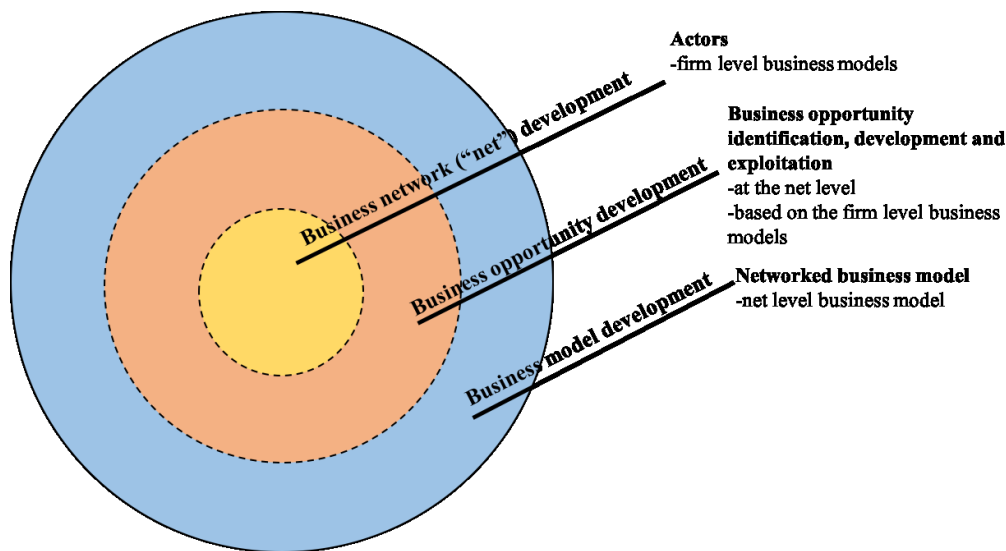 Actors
-firm level business models
Business network (“net”) development
Business opportunity
identification, development and
exploitation
-at the net level
-based on the firm level business
models
Business opportunity development
Networked business model
-net level business model
Business model development